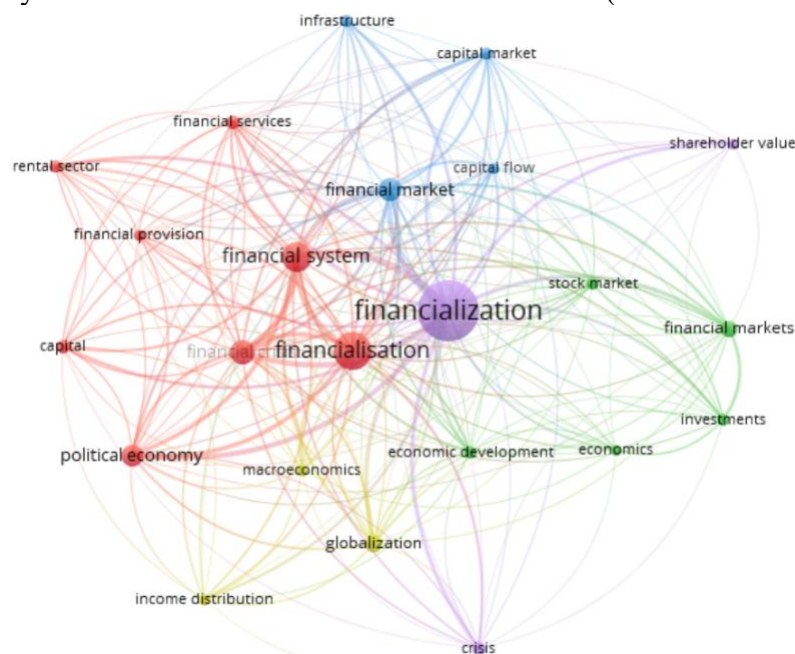 infrastructure
capital market
financial services
shareholder value
rental sector
capital flow
financial market
financial provision
financial system
stock market
financialization
financial markets
capital
financial
financialisation
investments
political economy
economic development
economics
macroeconomics
globalization
income distribution
crisis